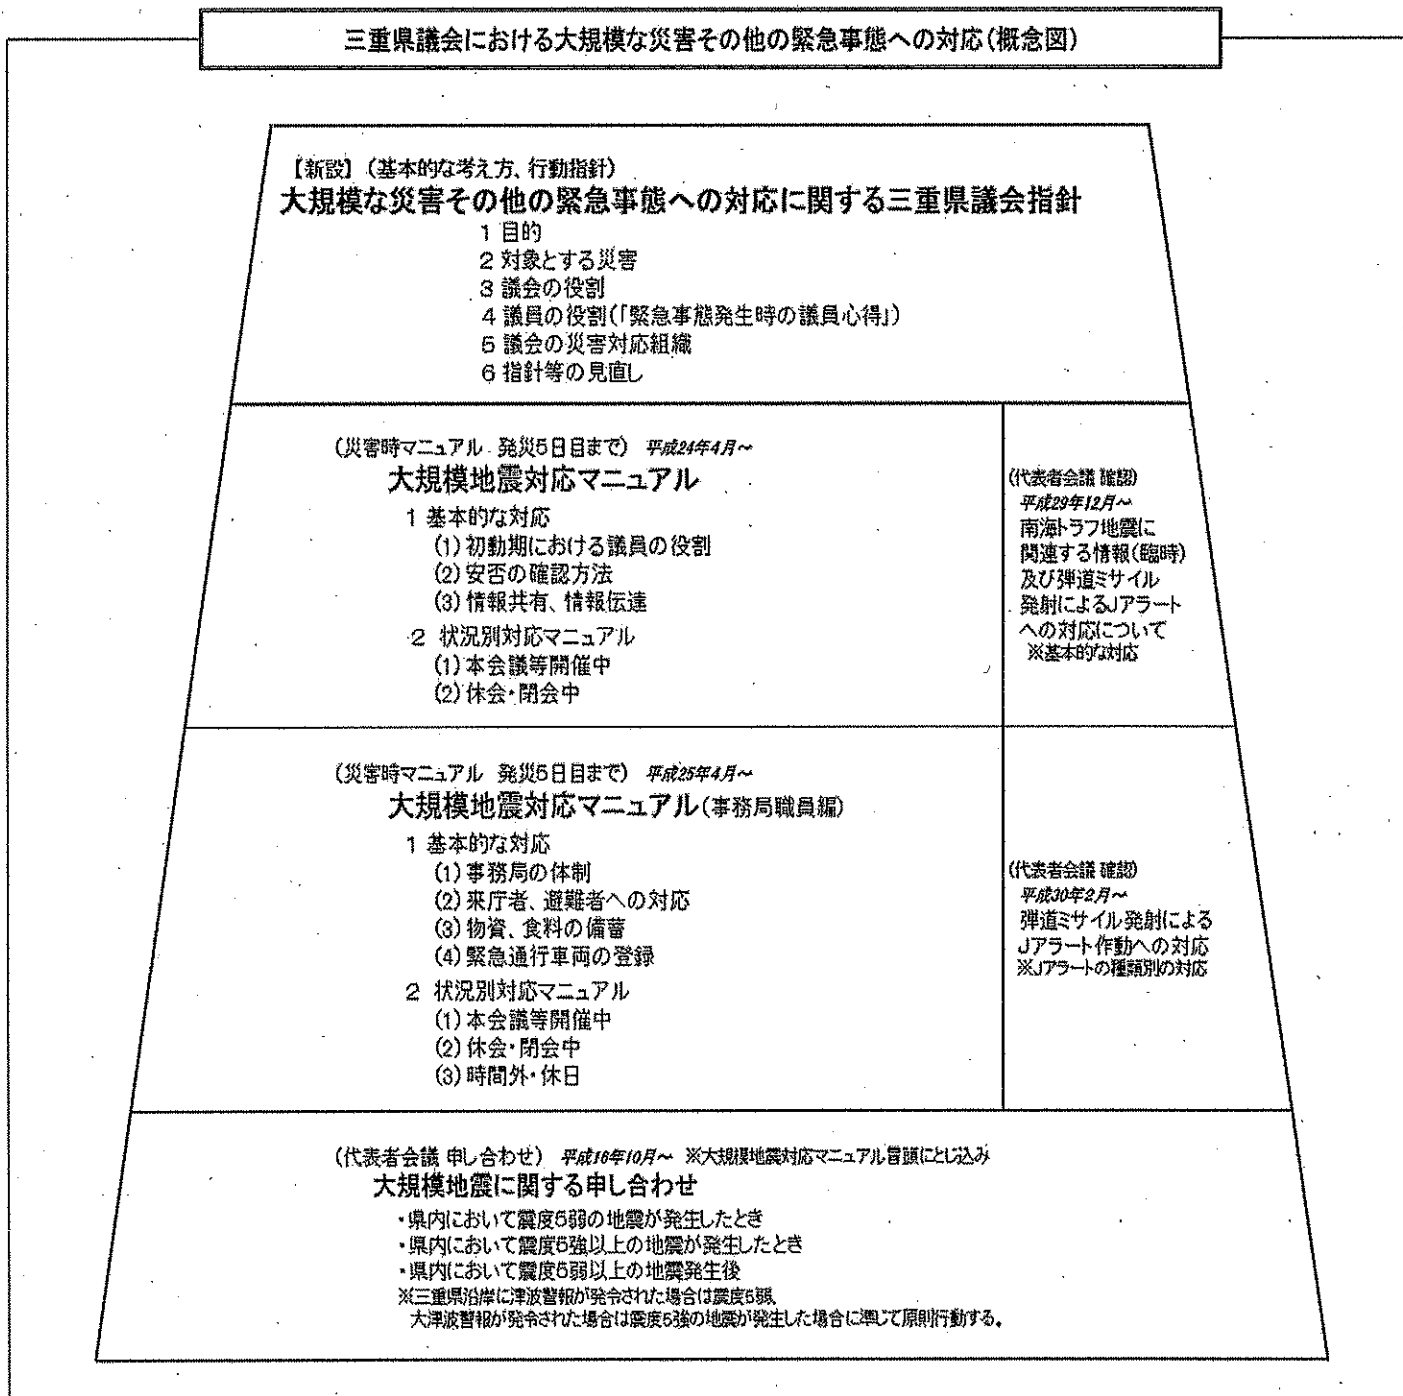 三重県議会における大規模な災害その他の緊急事態への対応(概念図)
【新設】(基本的な考え方、行動指針)
大規模な災害その他の緊急事態への対応に関する三重県議会指針
1 目的
2 対象とする災害
3 議会の役割
4 議員の役割(「緊急事態発生時の議員心得」)
5 議会の災害対応組織
6 指針等の見直し
(災害時マニュアル 発災5日目まで) 平成24年4月~
大規模地震対応マニュアル
1 基本的な対応
(1) 初動期における議員の役割
(2) 安否の確認方法
(3) 情報共有、情報伝達
2 状況別対応マニュアル
(1) 本会議等開催中
(2) 休会・閉会中
(代表者会議 確認)
平成29年12月~
南海トラフ地震に
関連する情報(臨時)
及び弾道ミサイル
発射によるJアラート
への対応について
※基本的な対応
(災害時マニュアル 発災5日目まで) 平成25年4月~
大規模地震対応マニュアル(事務局職員編)
1 基本的な対応
(1) 事務局の体制
(2) 来庁者、避難者への対応
(3) 物資、食料の備蓄
(4) 緊急通行車両の登録
2 状況別対応マニュアル
(1) 本会議等開催中
(2) 休会・閉会中
(3) 時間外・休日
(代表者会議 確認)
平成30年2月~
弾道ミサイル発射による
Jアラート作動への対応
※Jアラートの種類別の対応
(代表者会議 申し合わせ) 平成16年10月~ ※大規模地震対応マニュアル冒頭にとじ込み
大規模地震に関する申し合わせ
・県内において震度5弱の地震が発生したとき
・県内において震度5強以上の地震が発生したとき
・県内において震度5弱以上の地震発生後
※三重県沿岸に津波警報が発令された場合は震度5弱、
大津波警報が発令された場合は震度5強の地震が発生した場合に準じて原則行動する。